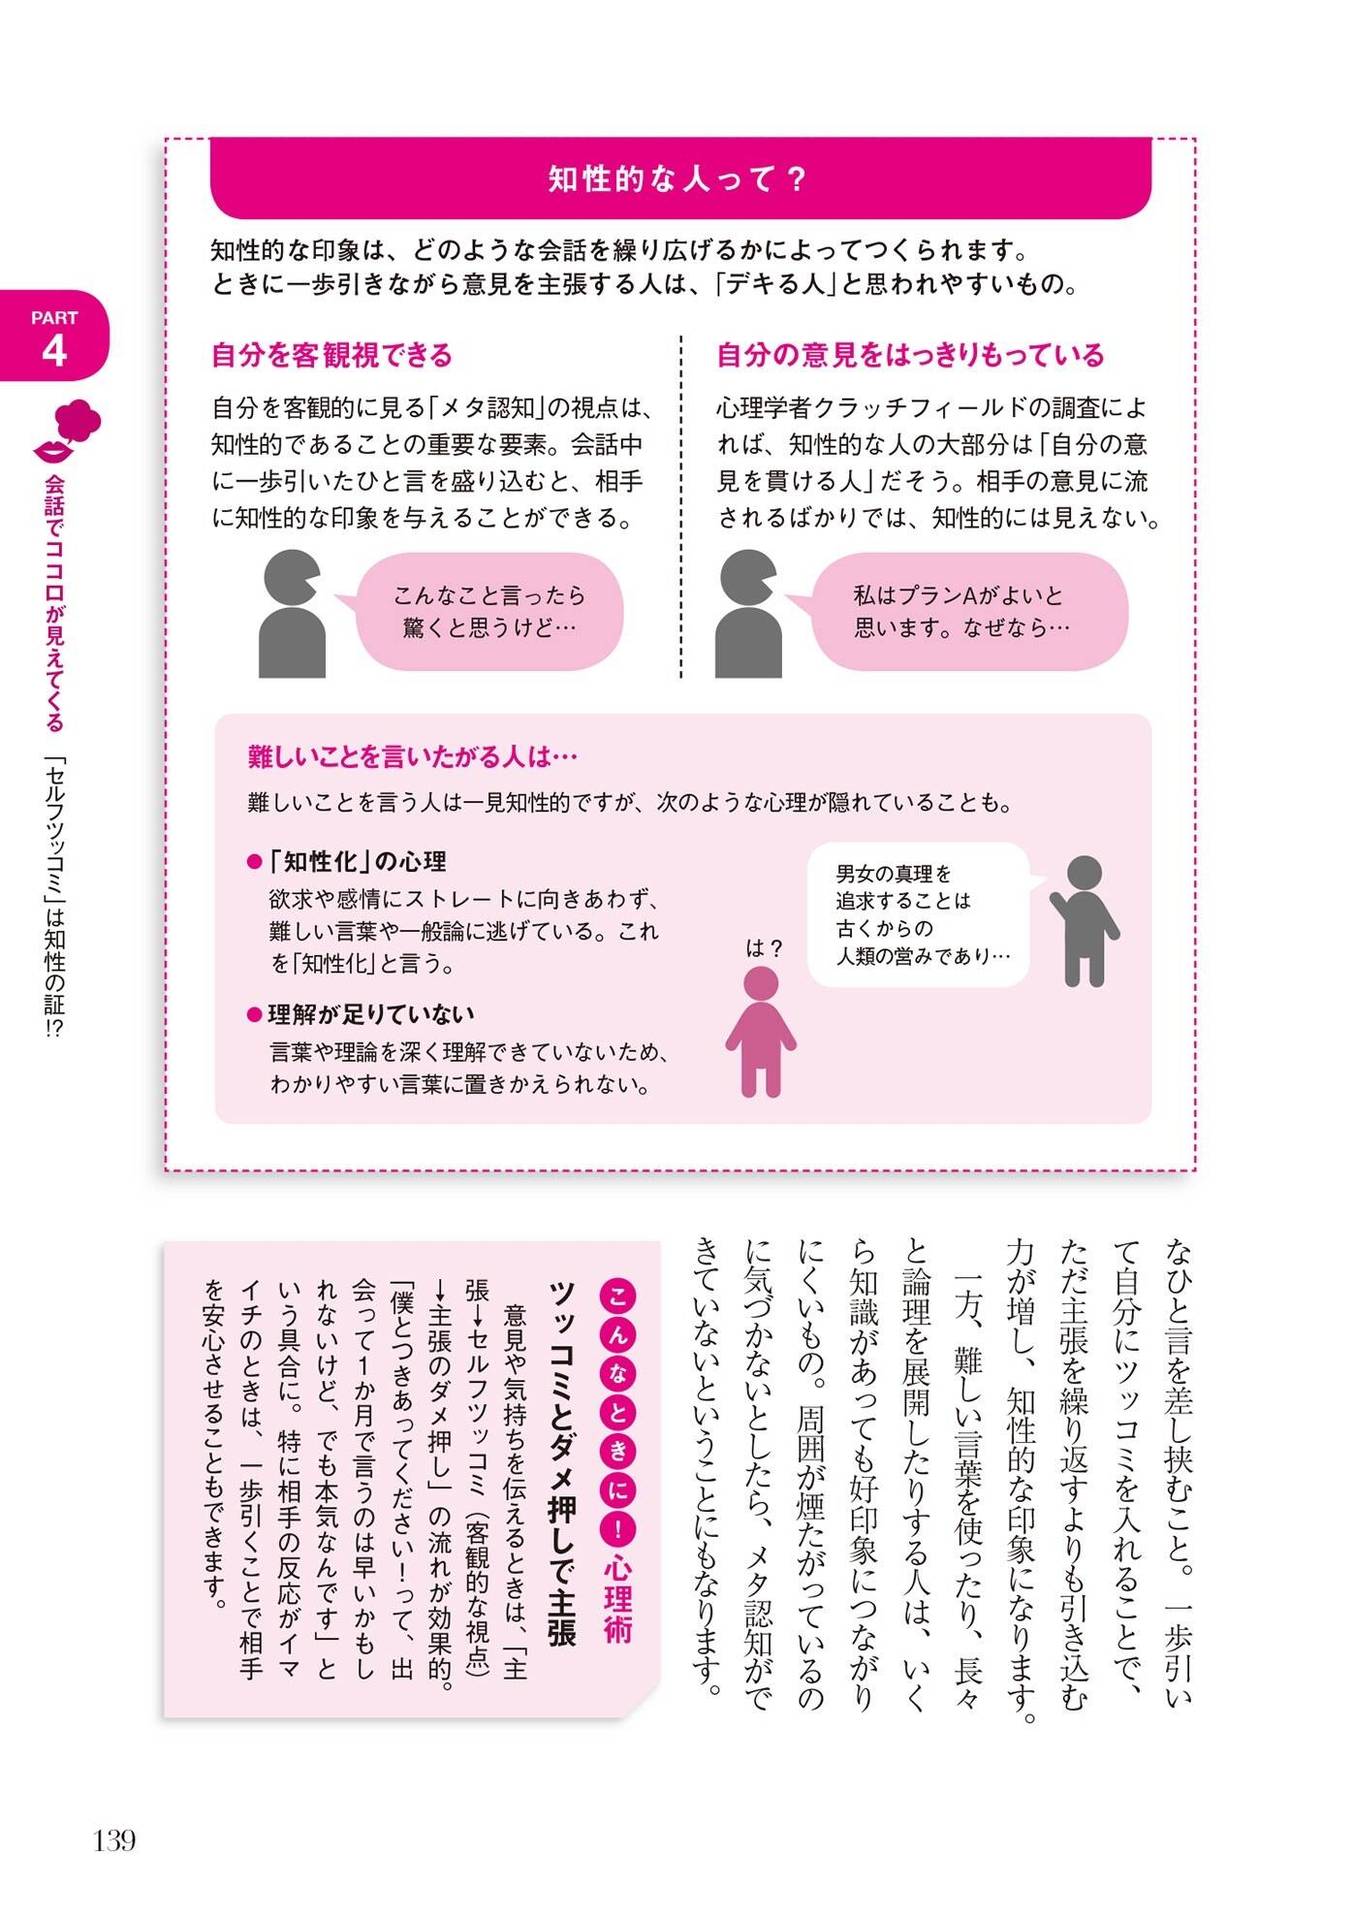 知性的な人って？
知性的な印象は、どのような会話を繰り広げるかによってつくられます。
ときに一歩引きながら意見を主張する人は、「デキる人」と思われやすいもの。
自分を客観視できる
自分を客観的に見る「メタ認知」の視点は、
知性的であることの重要な要素。会話中
に一歩引いたひと言を盛り込むと、相手
に知性的な印象を与えることができる。
こんなこと言ったら
驚くと思うけど…
自分の意見をはっきりもっている
心理学者クラッチフィールドの調査によ
れば、知性的な人の大部分は「自分の意
見を貫ける人」だそう。相手の意見に流
されるばかりでは、知性的には見えない。
私はプランAがよいと
思います。なぜなら…
難しいことを言いたがる人は…
難しいことを言う人は一見知性的ですが、次のような心理が隠れていることも。
●「知性化」の心理
欲求や感情にストレートに向きあわず、
難しい言葉や一般論に逃げている。これ
を「知性化」と言う。
●理解が足りていない
言葉や理論を深く理解できていないため、
わかりやすい言葉に置きかえられない。
は？
男女の真理を
追求することは
古くからの
人類の営みであり…
PART
4
会話でココロが見えてくる
「セルフツッコミ」は知性の証!?
なひと言を差し挟むこと。一歩引い
て自分にツッコミを入れることで、
ただ主張を繰り返すよりも引き込む
力が増し、知性的な印象になります。
一方、難しい言葉を使ったり、長々
と論理を展開したりする人は、いく
ら知識があっても好印象につながり
にくいもの。周囲が煙たがっているの
に気づかないとしたら、メタ認知がで
きていないということにもなります。
こんなときに！心理術
ツッコミとダメ押しで主張
意見や気持ちを伝えるときは、「主
張→セルフツッコミ（客観的な視点）
→主張のダメ押し」の流れが効果的。
「僕とつきあってください！って、出
会って1か月で言うのは早いかもし
れないけど、でも本気なんです」と
いう具合に。特に相手の反応がイマ
イチのときは、一歩引くことで相手
を安心させることもできます。
139